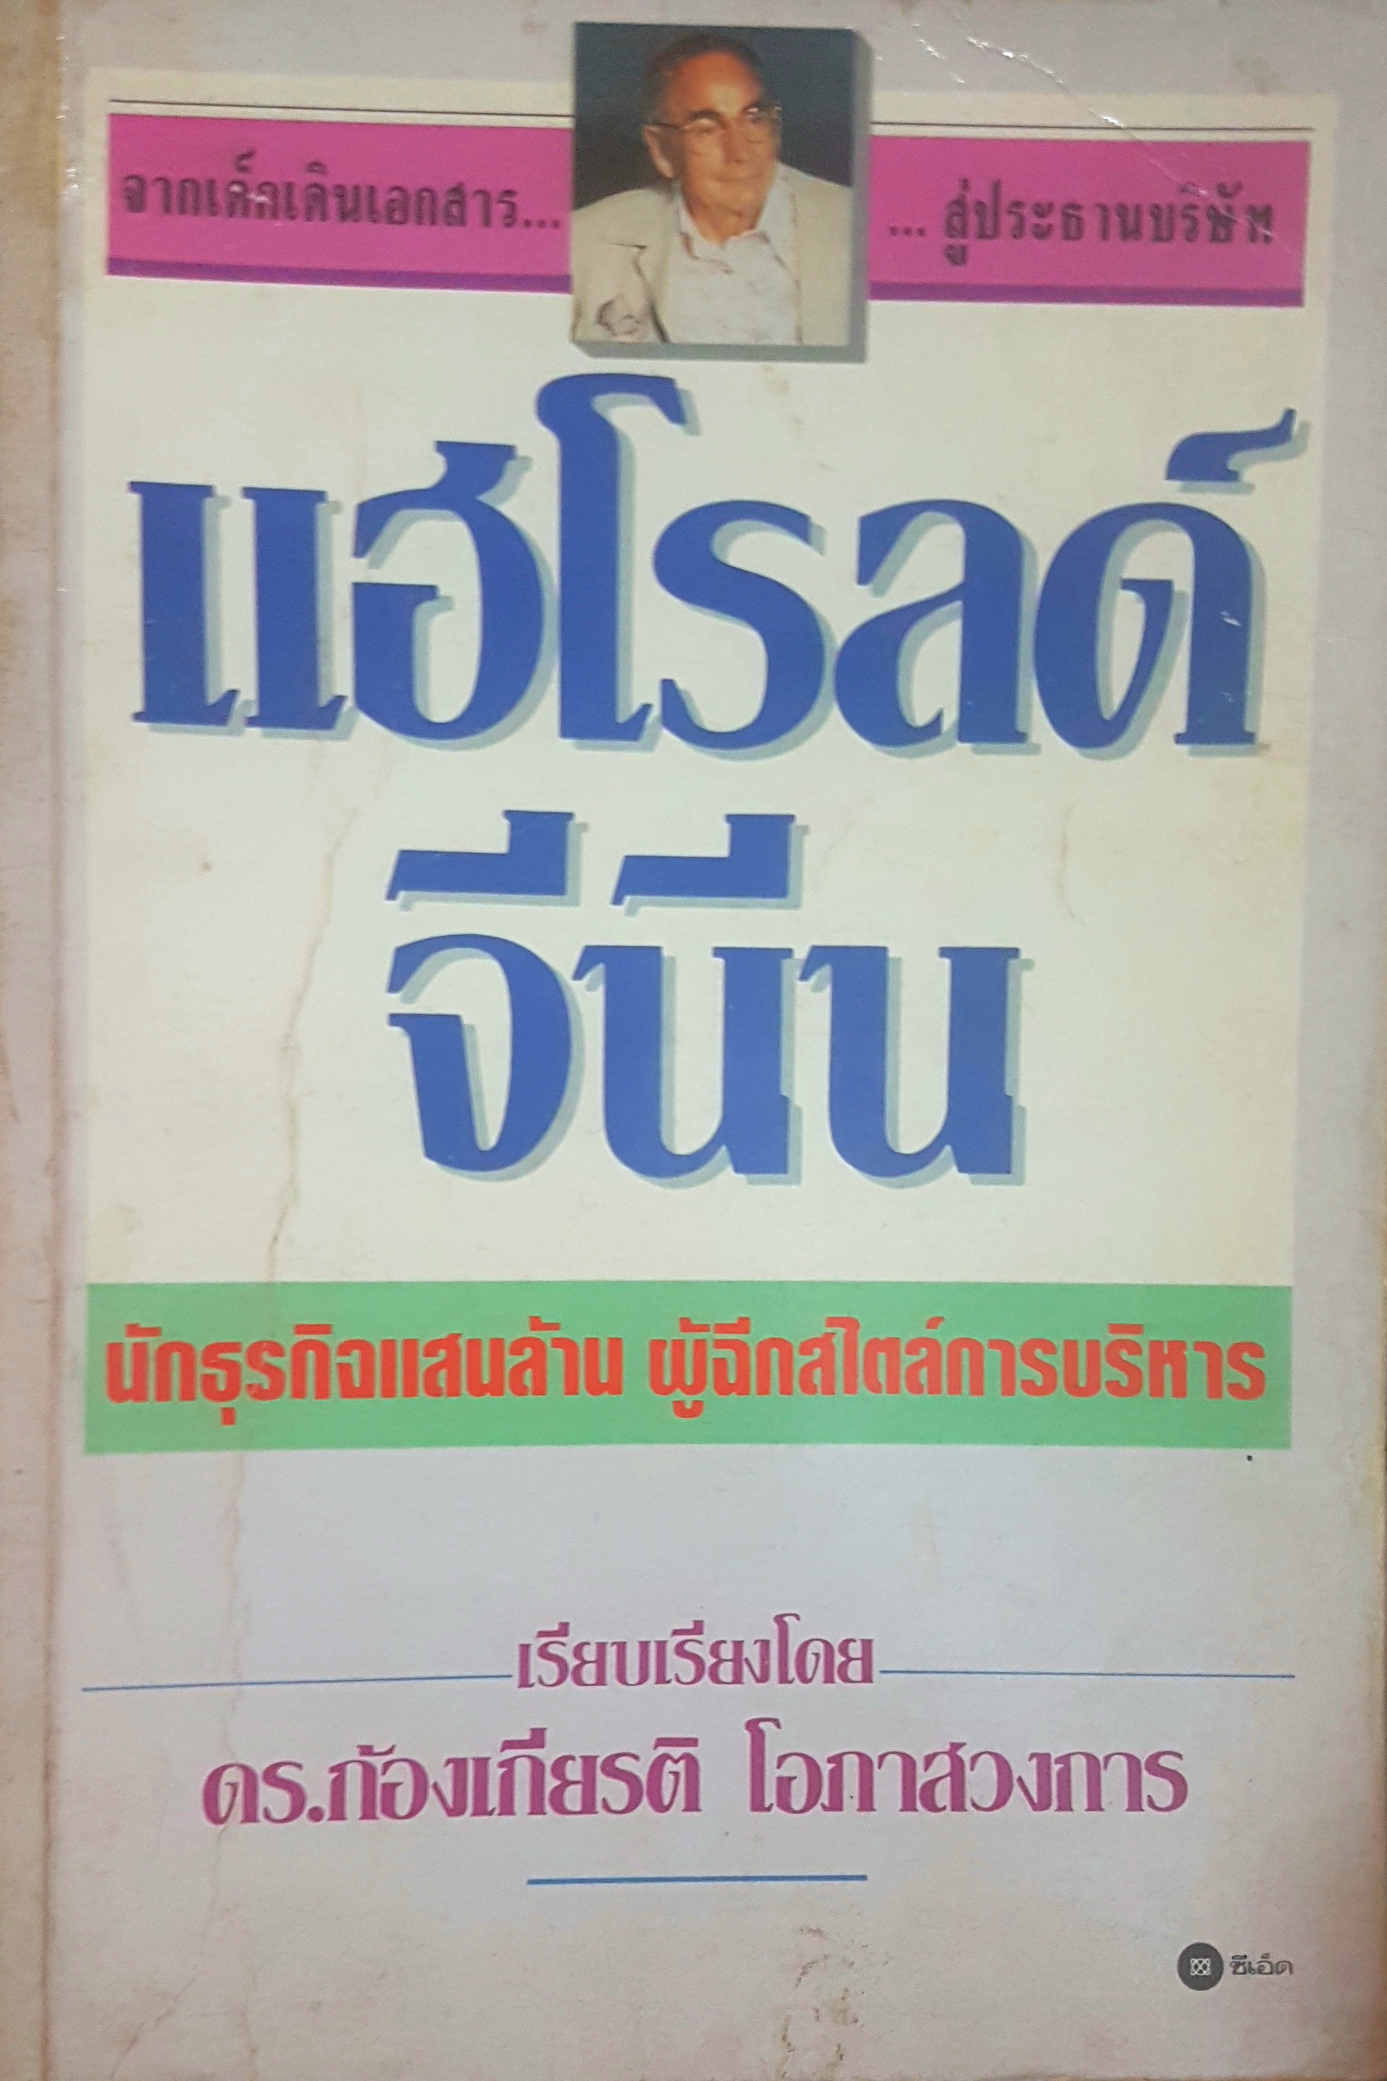 จากเด็กเดินเอกสาร... ... สู่ประธานบริษัท
แฮโรลด์
จีนีน
นักธุรกิจแสนล้าน ผู้ฉีกสไตล์การบริหาร
เรียบเรียงโดย
ดร.ก้องเกียรติ โอภาสวงการ
ซีเอ็ด